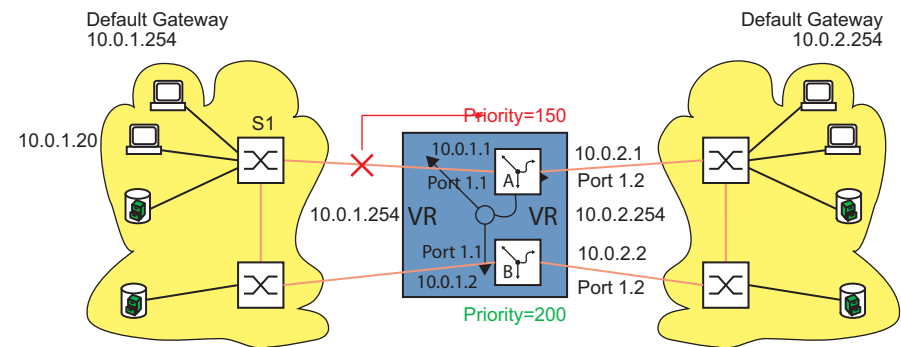 Default Gateway
10.0.1.254
Default Gateway
10.0.2.254
Priority=150
S1
10.0.1.20
10.0.1.1
10.0.2.1
Port 1.1
A
Port 1.2
10.0.1.254
VR
VR
10.0.2.254
Port 1.1
10.0.2.2
B
10.0.1.2
Port 1.2
Priority=200